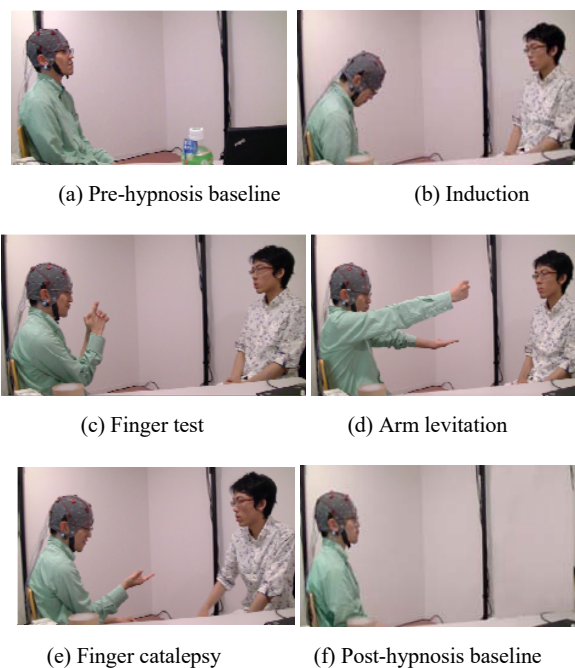 (a) Pre-hypnosis baseline
(b) Induction
(c) Finger test
(d) Arm levitation
(e) Finger catalepsy
(f) Post-hypnosis baseline